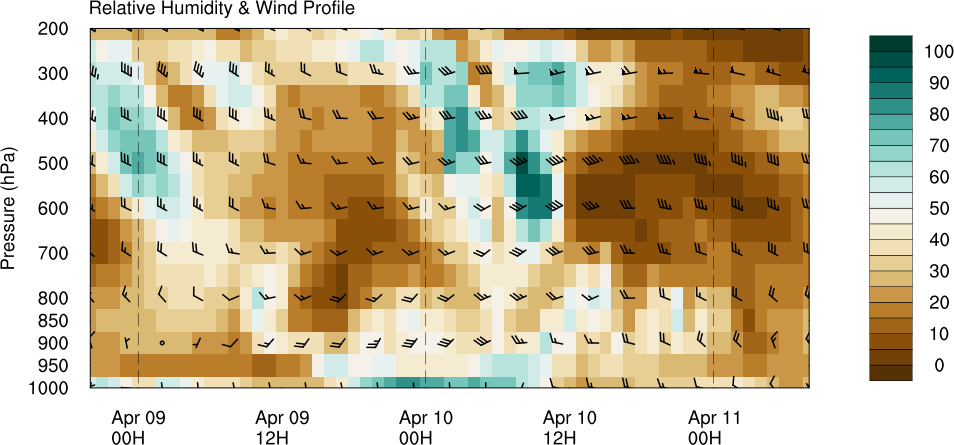 Relative Humidity & Wind Profile
Pressure (hPa)
200
300
400
500
600
700
800
850
900
950
1000
Apr 09
00H
Apr 09
12H
Apr 10
00H
Apr 10
12H
Apr 11
00H
100
90
80
70
60
50
40
30
20
10
0